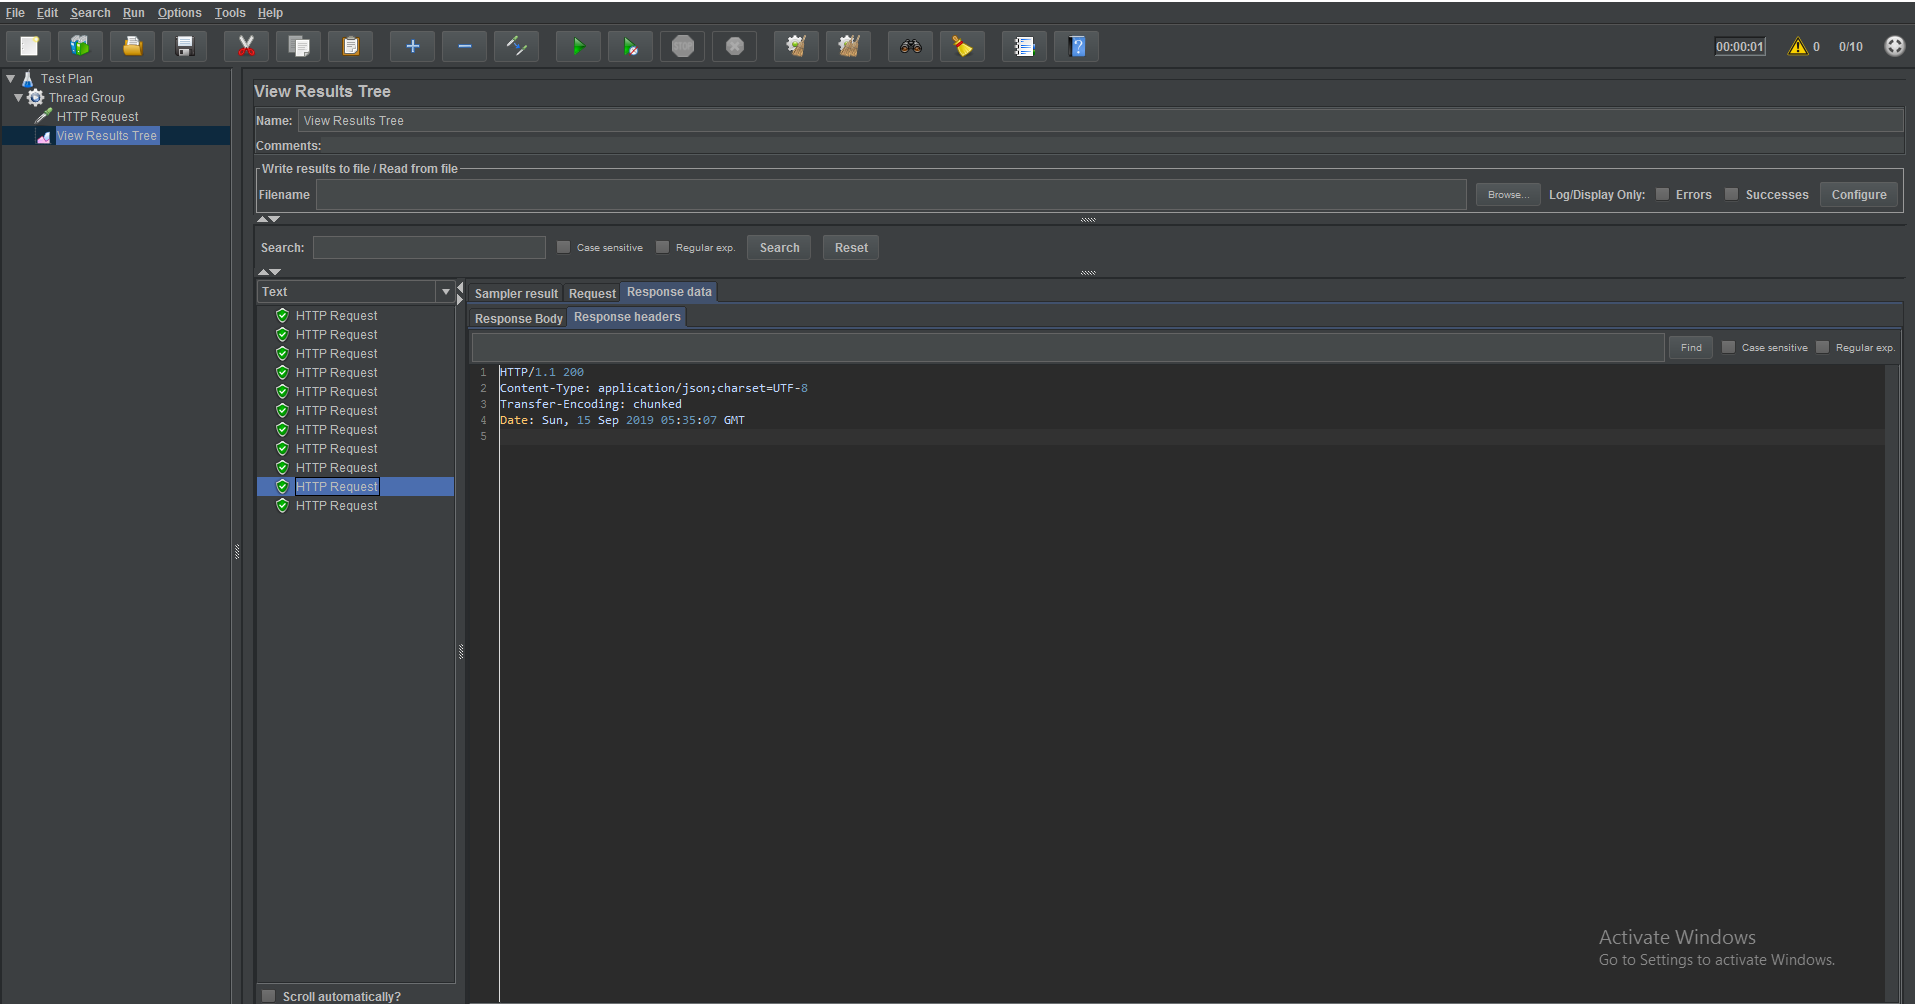 File Edit Search Run Options Tools Help
STOP 00:00:01 0 0/10
Test Plan
Thread Group
HTTP Request
View Results Tree
View Results Tree
Name: View Results Tree
Comments:
Write results to file / Read from file
Filename Browse... Log/Display Only: Errors Successes Configure
Search: Case sensitive Regular exp. Search Reset
Text
HTTP Request
HTTP Request
HTTP Request
HTTP Request
HTTP Request
HTTP Request
HTTP Request
HTTP Request
HTTP Request
HTTP Request
HTTP Request
Scroll automatically?
Sampler result Request Response data
Response Body Response headers
Find Case sensitive Regular exp.
1 HTTP/1.1 200
2 Content-Type: application/json;charset=UTF-8
3 Transfer-Encoding: chunked
4 Date: Sun, 15 Sep 2019 05:35:07 GMT
5
Activate Windows
Go to Settings to activate Windows.